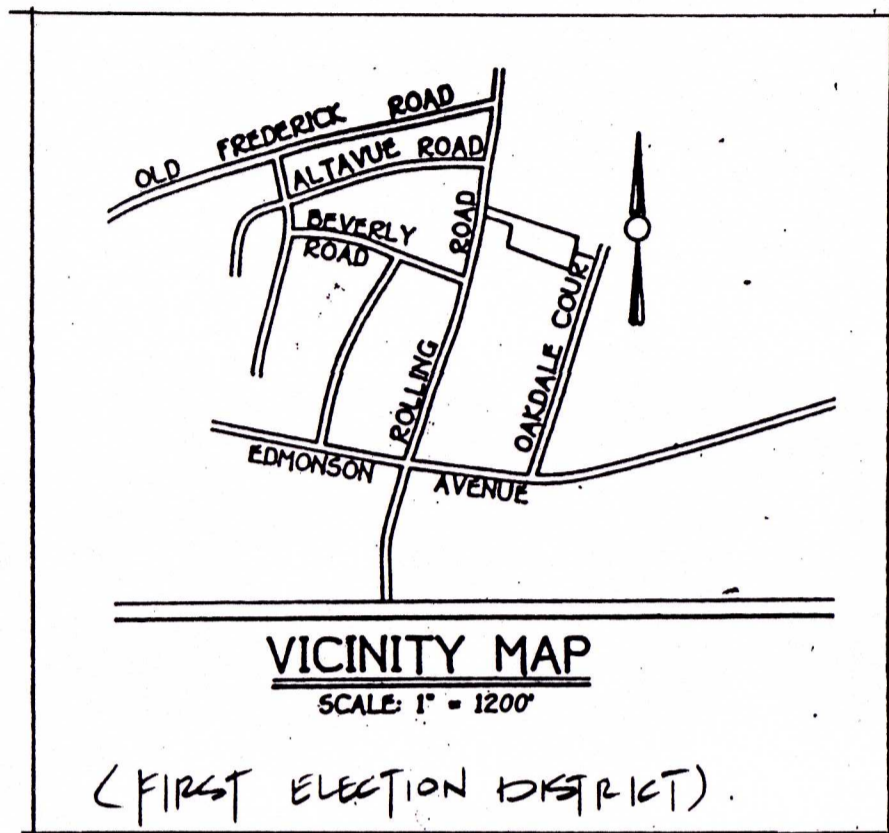 OLD FREDERICK ROAD
ALTAVUE ROAD
BEVERLY
ROAD
ROLLING ROAD
OAKDALE COURT
EDMONSON AVENUE
VICINITY MAP
SCALE: 1" = 1200'
(FIRST ELECTION DISTRICT).